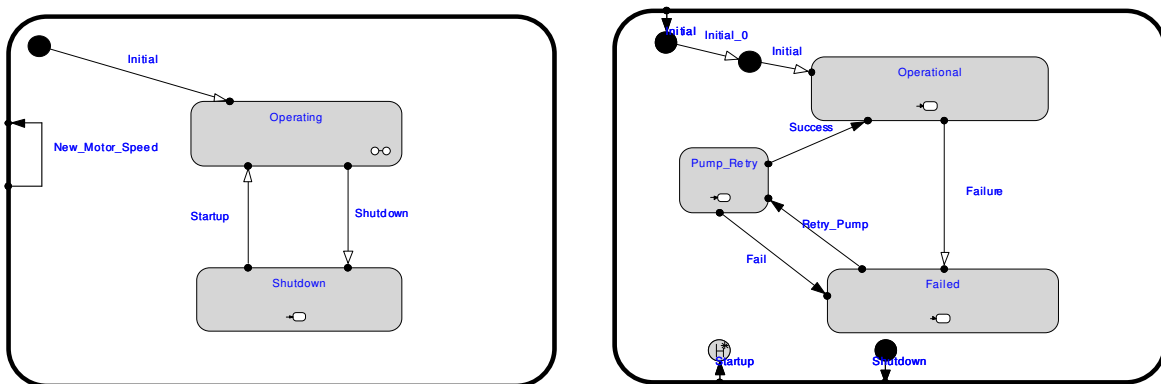 Initial
Operating
New_Motor_Speed
Startup
Shutdown
Shutdown
Initial
Initial_0
Initial
Operational
Success
Pump_Retry
Failure
Retry_Pump
Fail
Failed
H*
Startup
Shutdown